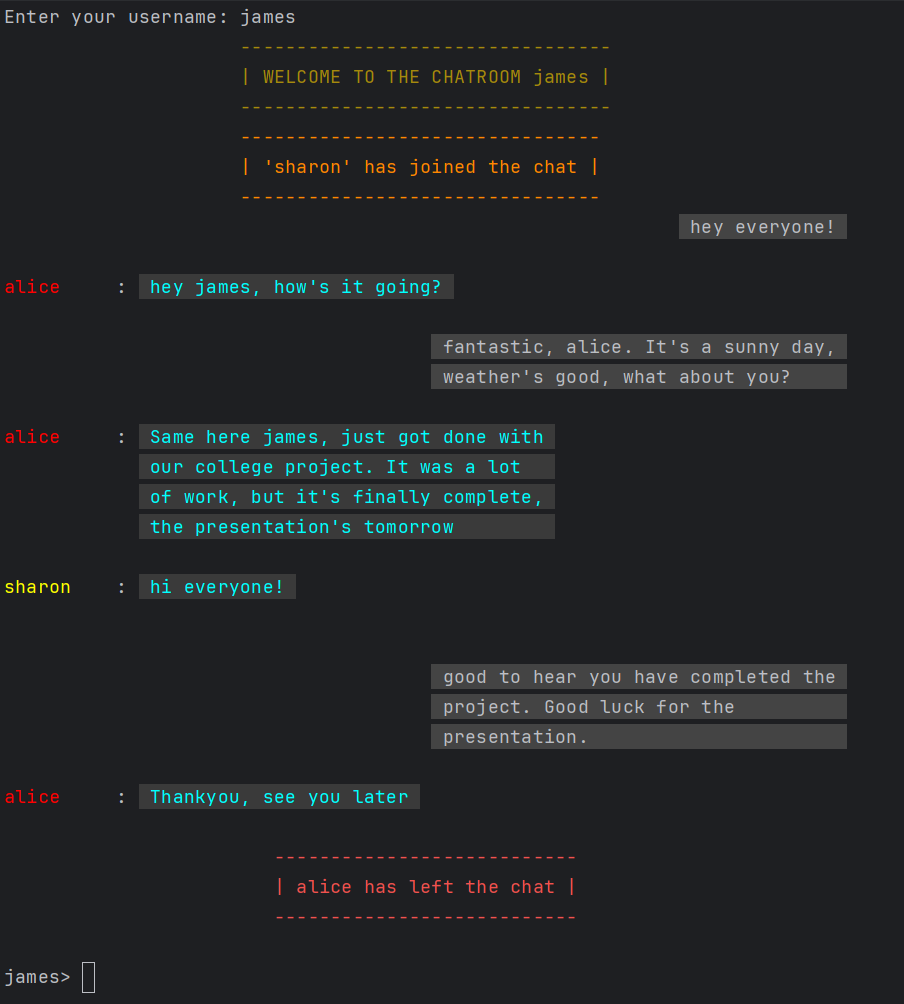 Enter your username: james
---------------------------------
| WELCOME TO THE CHATROOM james |
---------------------------------
--------------------------------
| 'sharon' has joined the chat |
--------------------------------
hey everyone!
alice : hey james, how's it going?
fantastic, alice. It's a sunny day,
weather's good, what about you?
alice : Same here james, just got done with
our college project. It was a lot
of work, but it's finally complete,
the presentation's tomorrow
sharon : hi everyone!
good to hear you have completed the
project. Good luck for the
presentation.
alice : Thankyou, see you later
---------------------------
| alice has left the chat |
---------------------------
james>